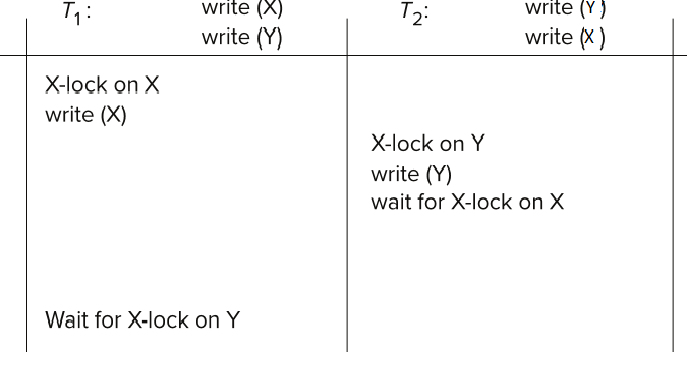 T1: write (X) T2: write (Y)
write (Y) write (X)
X-lock on X
write (X)
X-lock on Y
write (Y)
wait for X-lock on X
Wait for X-lock on Y